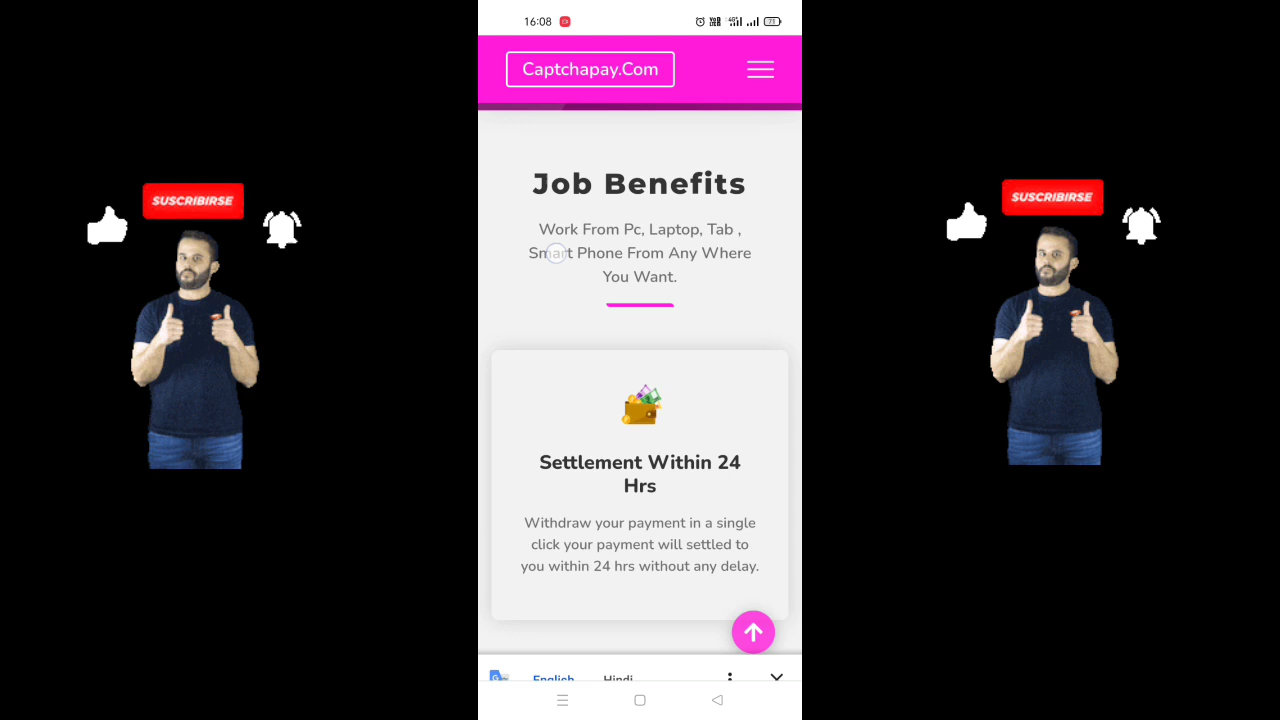 16:08
Captchapay.Com
SUSCRIBIRSE
SUSCRIBIRSE
Job Benefits
Work From Pc, Laptop, Tab ,
Smart Phone From Any Where
You Want.
Settlement Within 24
Hrs
Withdraw your payment in a single
click your payment will settled to
you within 24 hrs without any delay.
English Hindi